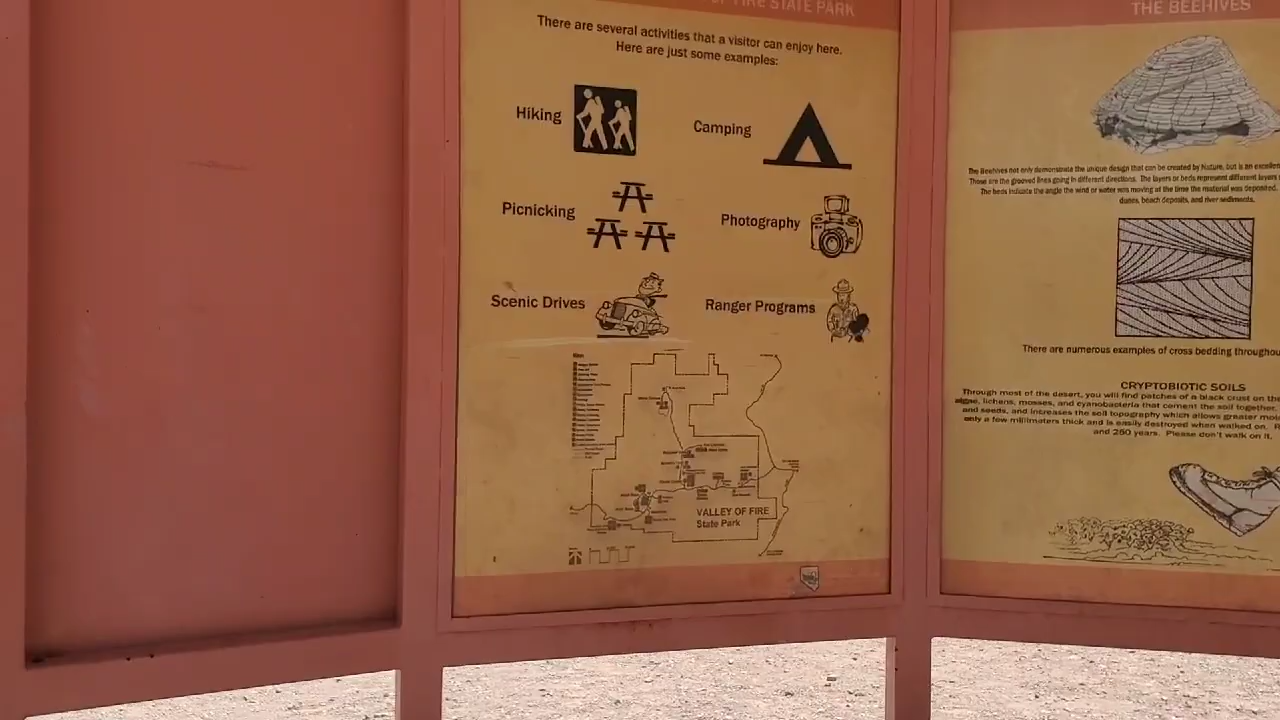 OF FIRE STATE PARK
There are several activities that a visitor can enjoy here.
Here are just some examples:
Hiking
Camping
Picnicking
Photography
Scenic Drives
Ranger Programs
VALLEY OF FIRE
State Park
THE BEEHIVES
The Beehives not only demonstrate the unique design that can be created by Nature, but is an
These are the grooved lines going in different directions. The layers or beds represent different layers
The beds indicate the angle the wind or water was moving at the time the material was deposited.
dunes, beach deposits, and river sediments.
There are numerous examples of cross bedding
CRYPTOBIOTIC SOILS
Through most of the desert, you will find patches of a black crust on the
algae, lichens, mosses, and cyanobacteria that cement the soil together,
and seeds, and increases the soil topography which allows greater
only a few millimeters thick and is easily destroyed when walked on.
and 250 years. Please don't walk on it.